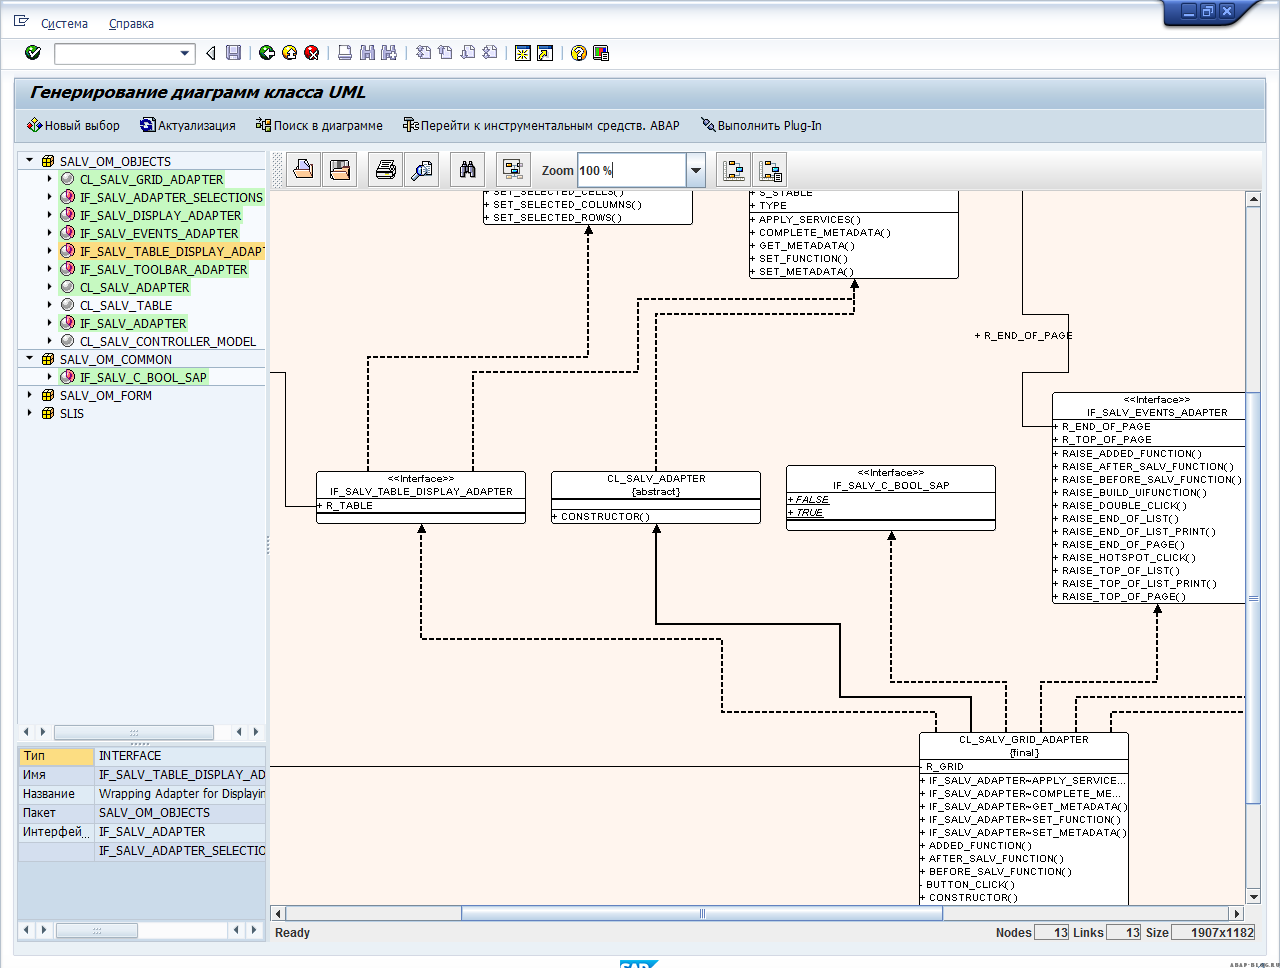 Система Справка
Генерирование диаграмм класса UML
Новый выбор Актуализация Поиск в диаграмме Перейти к инструментальным средств. ABAP Выполнить Plug-In
Zoom 100 %
SALV_OM_OBJECTS
CL_SALV_GRID_ADAPTER
IF_SALV_ADAPTER_SELECTIONS
IF_SALV_DISPLAY_ADAPTER
IF_SALV_EVENTS_ADAPTER
IF_SALV_TABLE_DISPLAY_ADAPT
IF_SALV_TOOLBAR_ADAPTER
CL_SALV_ADAPTER
CL_SALV_TABLE
IF_SALV_ADAPTER
CL_SALV_CONTROLLER_MODEL
SALV_OM_COMMON
IF_SALV_C_BOOL_SAP
SALV_OM_FORM
SLIS
Тип INTERFACE
Имя IF_SALV_TABLE_DISPLAY_AD
Название Wrapping Adapter for Displayin
Пакет SALV_OM_OBJECTS
Интерфей... IF_SALV_ADAPTER
IF_SALV_ADAPTER_SELECTIO
+ SET_SELECTED_CELLS()
+ SET_SELECTED_COLUMNS()
+ SET_SELECTED_ROWS()
+ S_STABLE
+ TYPE
+ APPLY_SERVICES()
+ COMPLETE_METADATA()
+ GET_METADATA()
+ SET_FUNCTION()
+ SET_METADATA()
+ R_END_OF_PAGE
<<Interface>>
IF_SALV_TABLE_DISPLAY_ADAPTER
+ R_TABLE
CL_SALV_ADAPTER
{abstract}
+ CONSTRUCTOR()
<<Interface>>
IF_SALV_C_BOOL_SAP
+ FALSE
+ TRUE
<<Interface>>
IF_SALV_EVENTS_ADAPTER
+ R_END_OF_PAGE
+ R_TOP_OF_PAGE
+ RAISE_ADDED_FUNCTION()
+ RAISE_AFTER_SALV_FUNCTION()
+ RAISE_BEFORE_SALV_FUNCTION()
+ RAISE_BUILD_UIFUNCTION()
+ RAISE_DOUBLE_CLICK()
+ RAISE_END_OF_LIST()
+ RAISE_END_OF_LIST_PRINT()
+ RAISE_END_OF_PAGE()
+ RAISE_HOTSPOT_CLICK()
+ RAISE_TOP_OF_LIST()
+ RAISE_TOP_OF_LIST_PRINT()
+ RAISE_TOP_OF_PAGE()
CL_SALV_GRID_ADAPTER
{final}
- R_GRID
+ IF_SALV_ADAPTER~APPLY_SERVICE...
+ IF_SALV_ADAPTER~COMPLETE_ME...
+ IF_SALV_ADAPTER~GET_METADATA()
+ IF_SALV_ADAPTER~SET_FUNCTION()
+ IF_SALV_ADAPTER~SET_METADATA()
+ ADDED_FUNCTION()
+ AFTER_SALV_FUNCTION()
+ BEFORE_SALV_FUNCTION()
- BUTTON_CLICK()
+ CONSTRUCTOR()
Ready Nodes 13 Links 13 Size 1907x1182
SAP
ABAP-BLOG.RU